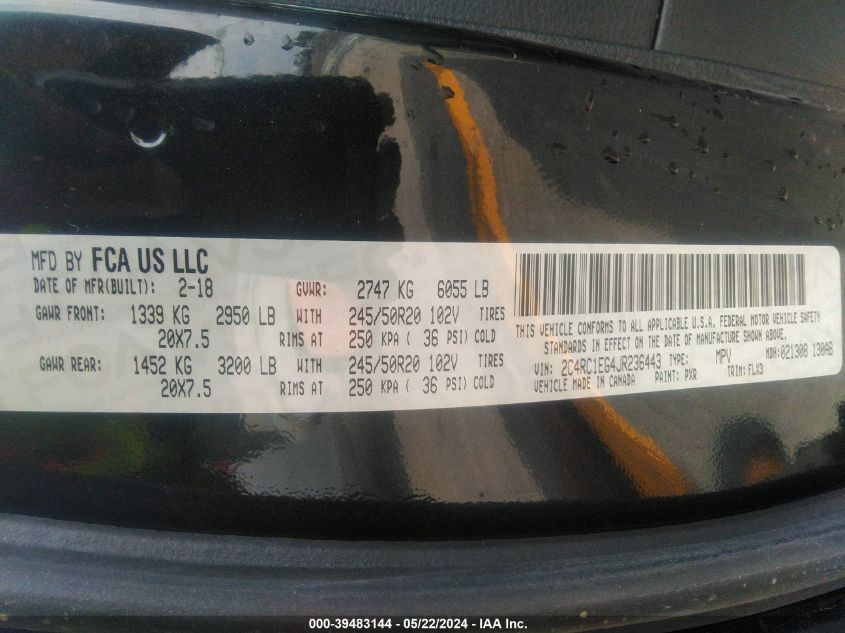 MFD BY FCA US LLC
DATE OF MFR(BUILT): 2-18 GVWR: 2747 KG 6055 LB
GAWR FRONT: 1339 KG 2950 LB WITH 245/50R20 102V TIRES
20X7.5 RIMS AT 250 KPA ( 36 PSI) COLD
GAWR REAR: 1452 KG 3200 LB WITH 245/50R20 102V TIRES
20X7.5 RIMS AT 250 KPA ( 36 PSI) COLD
THIS VEHICLE CONFORMS TO ALL APPLICABLE U.S.A. FEDERAL MOTOR VEHICLE SAFETY
STANDARDS IN EFFECT ON THE DATE OF MANUFACTURE SHOWN ABOVE.
VIN: 2C4RC1EG4JR236443 TYPE: MPV MDH: 021308 130AB
VEHICLE MADE IN CANADA PAINT: PXR TRIM: FLX3
000-39483144 - 05/22/2024 - IAA Inc.